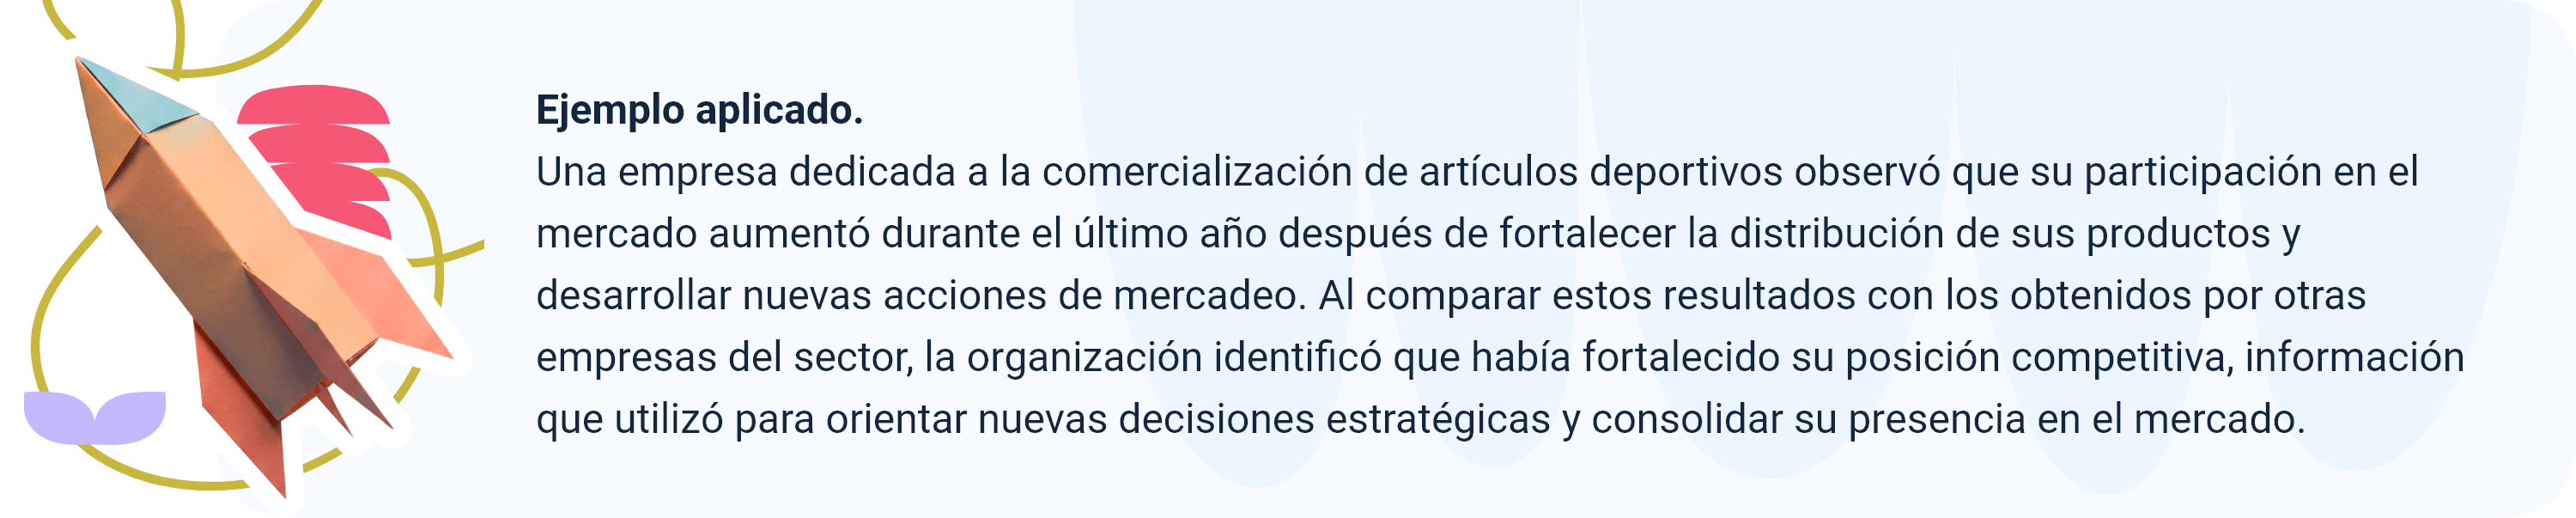 Ejemplo aplicado.
Una empresa dedicada a la comercialización de artículos deportivos observó que su participación en el
mercado aumentó durante el último año después de fortalecer la distribución de sus productos y
desarrollar nuevas acciones de mercadeo. Al comparar estos resultados con los obtenidos por otras
empresas del sector, la organización identificó que había fortalecido su posición competitiva, información
que utilizó para orientar nuevas decisiones estratégicas y consolidar su presencia en el mercado.